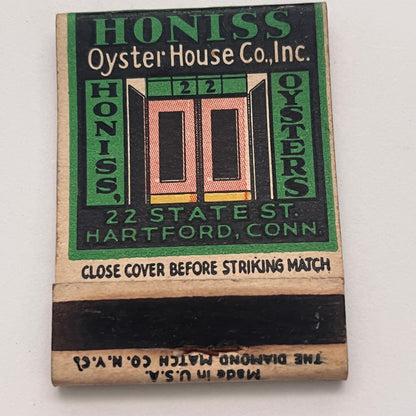 HONISS
Oyster House Co., Inc.
HONISS,
22
OYSTERS
22 STATE ST.
HARTFORD, CONN.
CLOSE COVER BEFORE STRIKING MATCH
THE DIAMOND MATCH CO. N.Y.C.
Made in U.S.A.